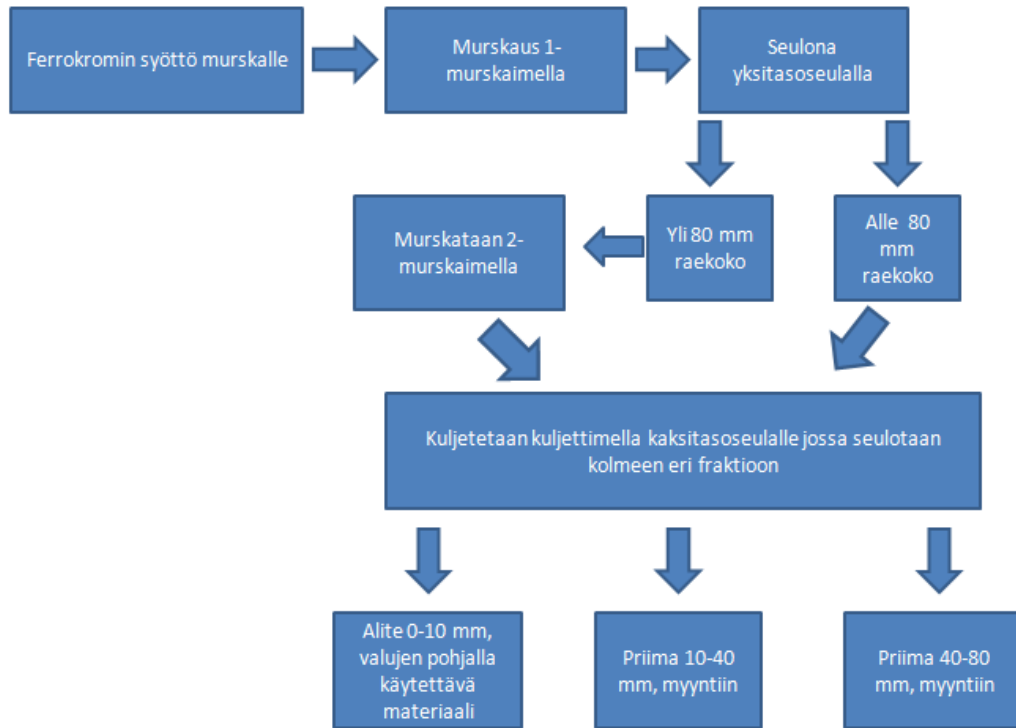 Ferrokromin syöttö murskalle
Murskaus 1-
murskaimella
Seulona
yksitasoseulalla
Murskataan 2-
murskaimella
Yli 80 mm
raekoko
Alle 80
mm
raekoko
Kuljetetaan kuljettimella kaksitasoseulalle jossa seulotaan
kolmeen eri fraktioon
Alite 0-10 mm,
valujen pohjalla
käytettävä
materiaali
Priima 10-40
mm, myyntiin
Priima 40-80
mm, myyntiin